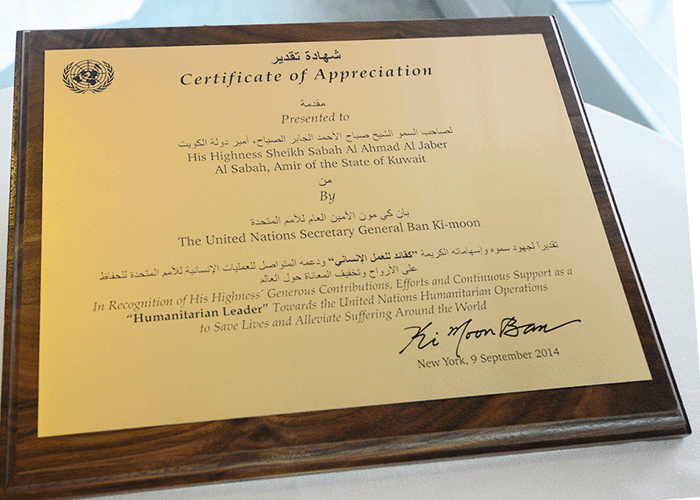 شهادة تقدير
Certificate of Appreciation
مقدمة
Presented to
لصاحب السمو الشيخ صباح الأحمد الجابر الصباح، أمير دولة الكويت
His Highness Sheikh Sabah Al Ahmad Al Jaber
Al Sabah, Amir of the State of Kuwait
من
By
بان كي مون الأمين العام للأمم المتحدة
The United Nations Secretary General Ban Ki-moon
تقديرا لجهود سموه وإسهاماته الكريمة “كقائد للعمل الإنساني” ودعمه المتواصل للعمليات الإنسانية للأمم المتحدة للحفاظ
على الأرواح وتخفيف المعاناة حول العالم
In Recognition of His Highness’ Generous Contributions, Efforts and Continuous Support as a
“Humanitarian Leader” Towards the United Nations Humanitarian Operations
to Save Lives and Alleviate Suffering Around the World
Ki Moon Ban
New York, 9 September 2014